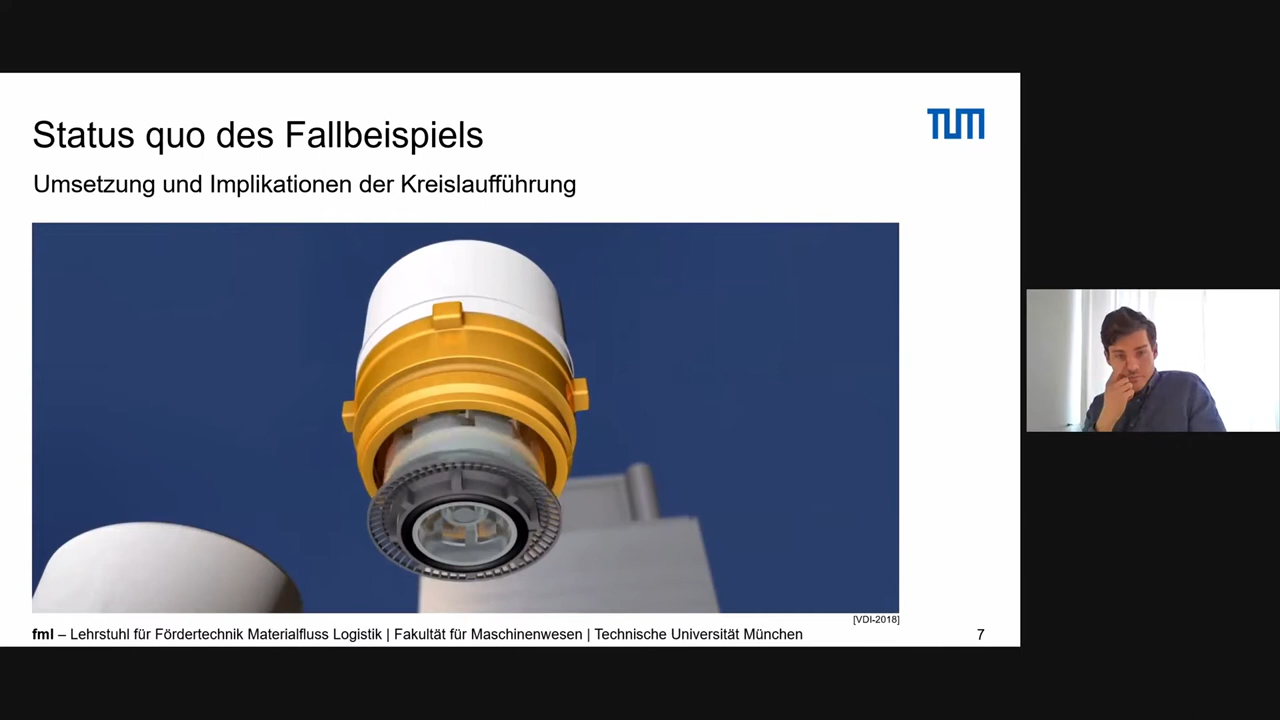 Status quo des Fallbeispiels
TUM
Umsetzung und Implikationen der Kreislaufführung
[VDI-2018]
fml – Lehrstuhl für Fördertechnik Materialfluss Logistik | Fakultät für Maschinenwesen | Technische Universität München
7